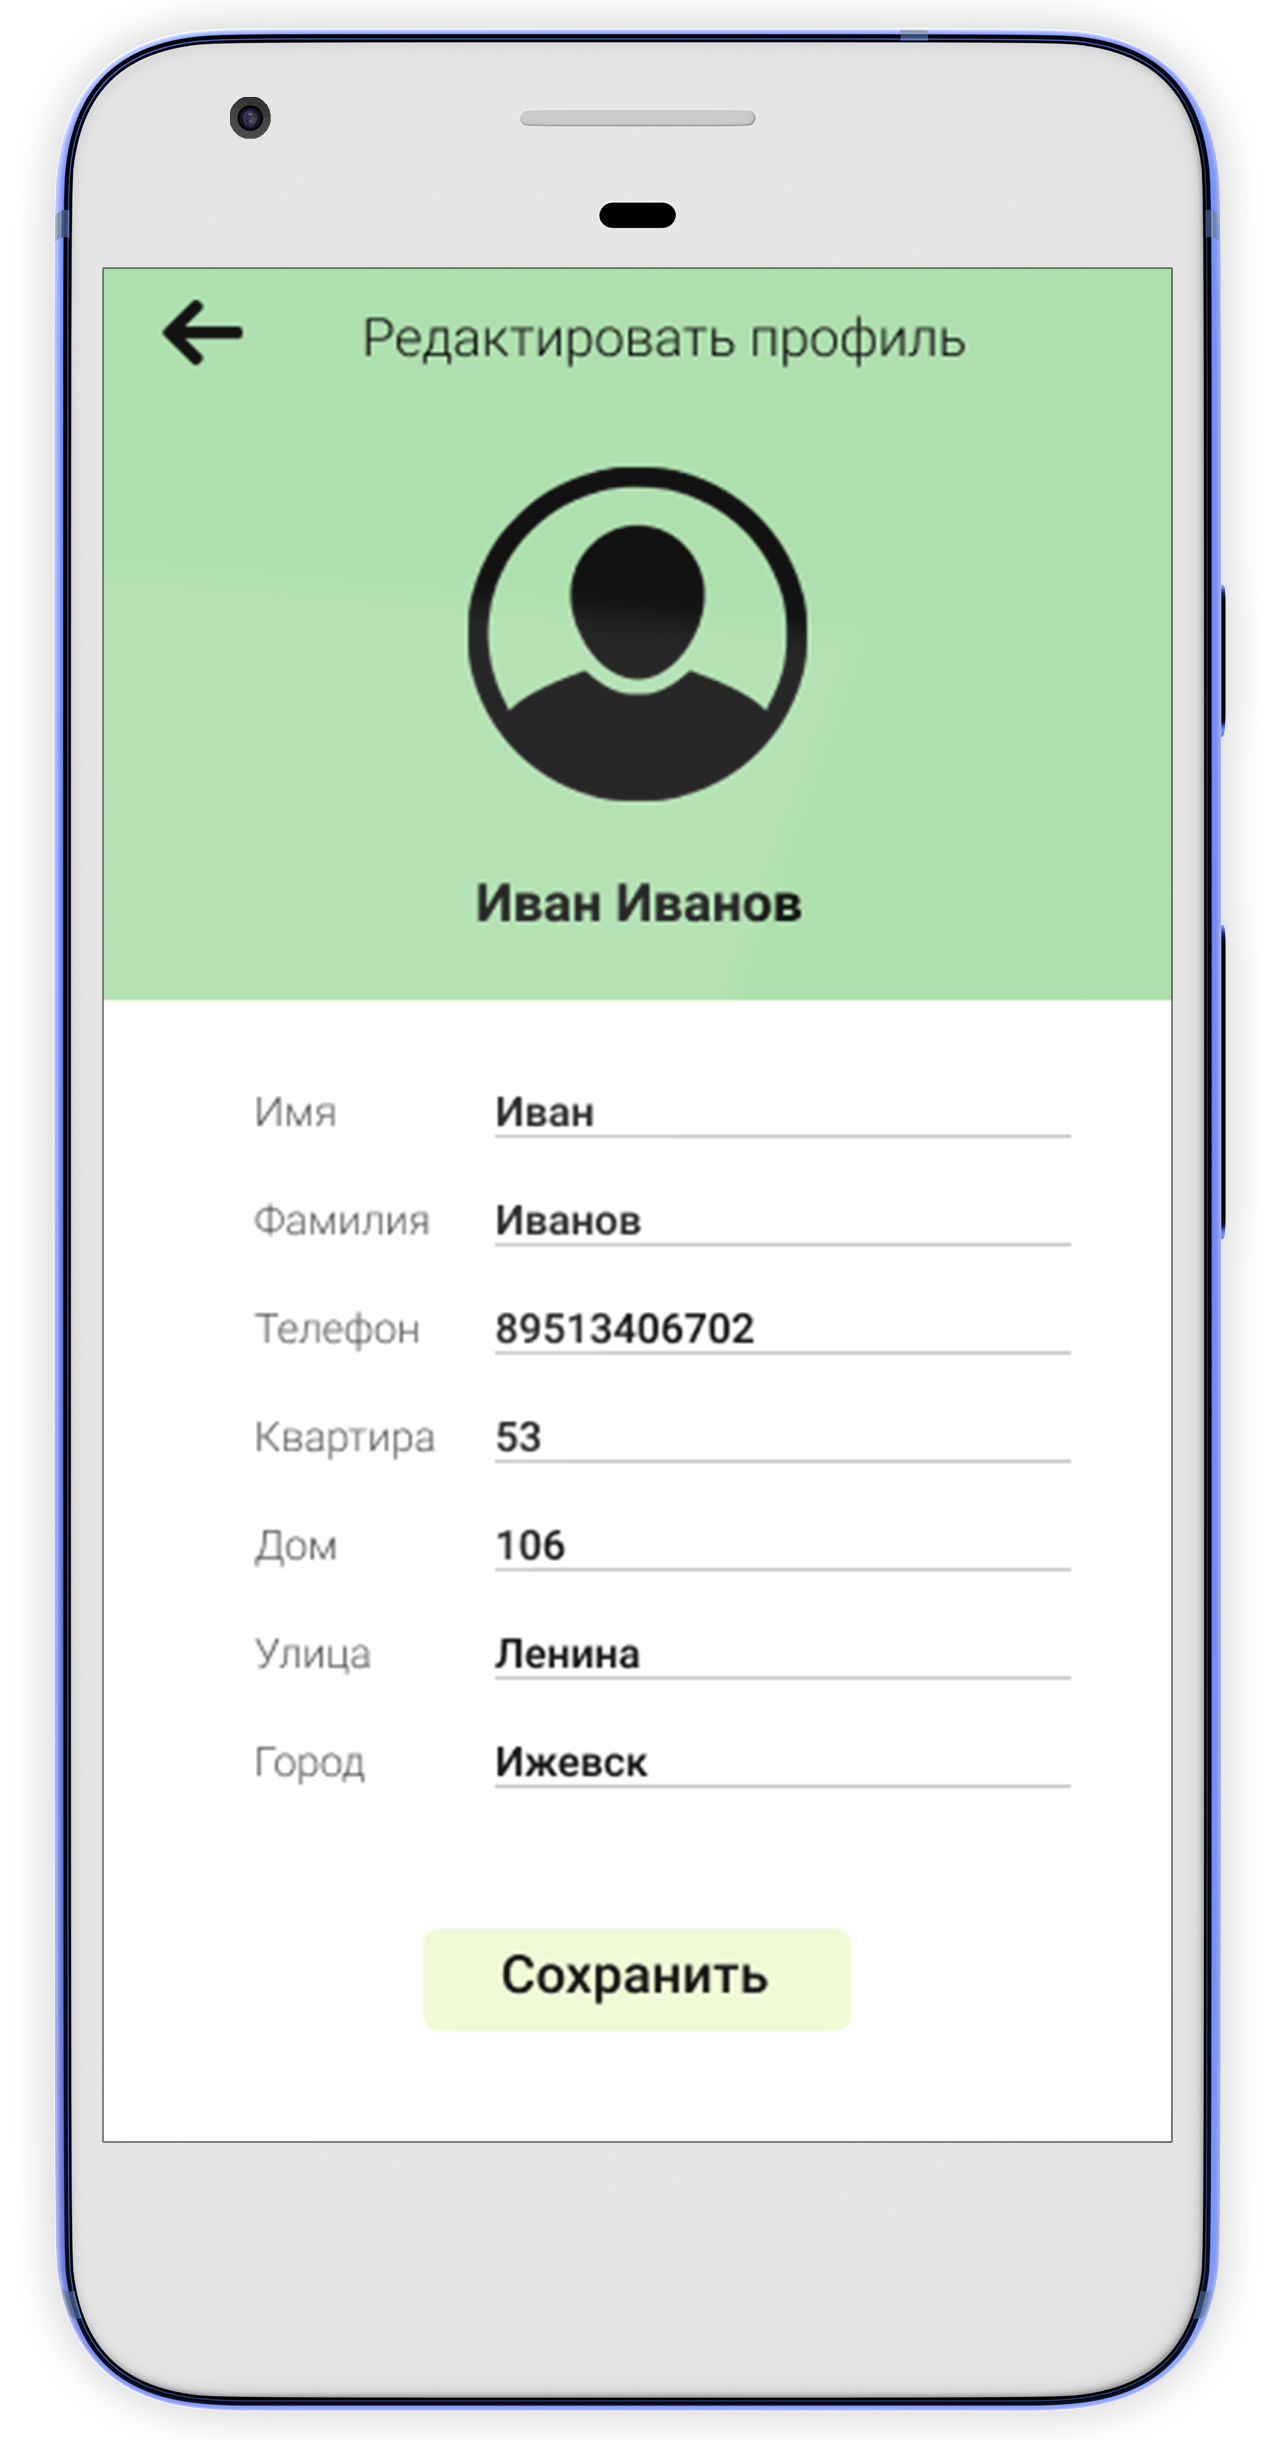 Редактировать профиль
Иван Иванов
Имя Иван
Фамилия Иванов
Телефон 89513406702
Квартира 53
Дом 106
Улица Ленина
Город Ижевск
Сохранить